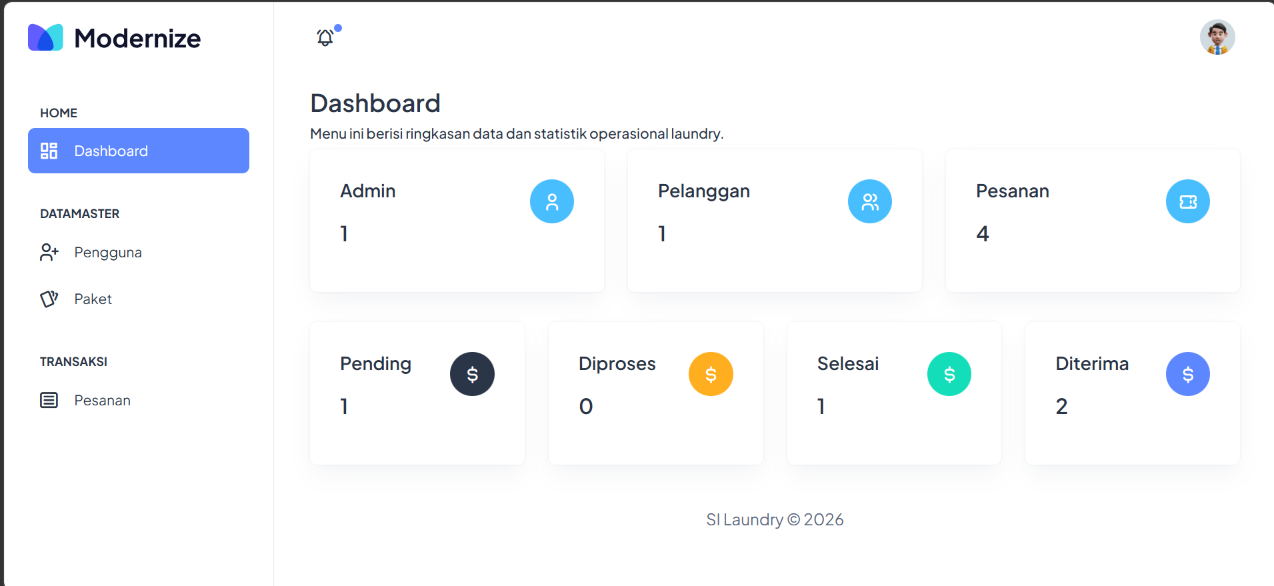 Modernize
HOME
Dashboard
DATAMASTER
Pengguna
Paket
TRANSAKSI
Pesanan
Dashboard
Menu ini berisi ringkasan data dan statistik operasional laundry.
Admin
1
Pelanggan
1
Pesanan
4
Pending
$
1
Diproses
$
0
Selesai
$
1
Diterima
$
2
SI Laundry © 2026